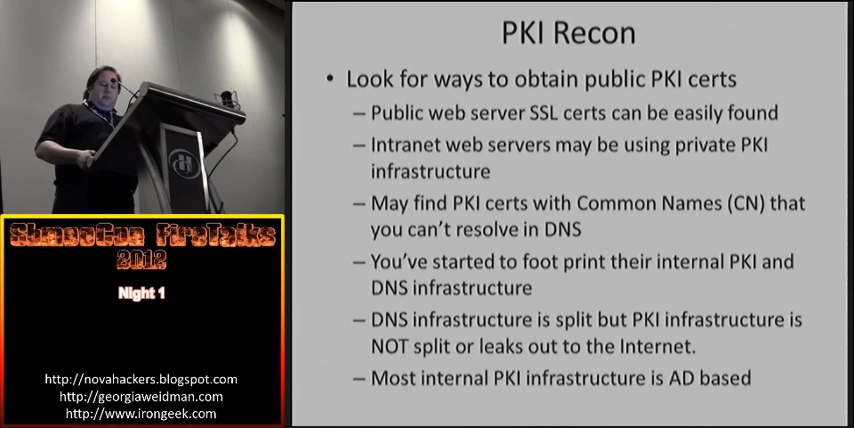 PKI Recon
• Look for ways to obtain public PKI certs
– Public web server SSL certs can be easily found
– Intranet web servers may be using private PKI
infrastructure
– May find PKI certs with Common Names (CN) that
you can't resolve in DNS
– You've started to foot print their internal PKI and
DNS infrastructure
– DNS infrastructure is split but PKI infrastructure is
NOT split or leaks out to the Internet.
– Most internal PKI infrastructure is AD based
ShmooCon FireTalks
2012
Night 1
http://novahackers.blogspot.com
http://georgiaweidman.com
http://www.irongeek.com